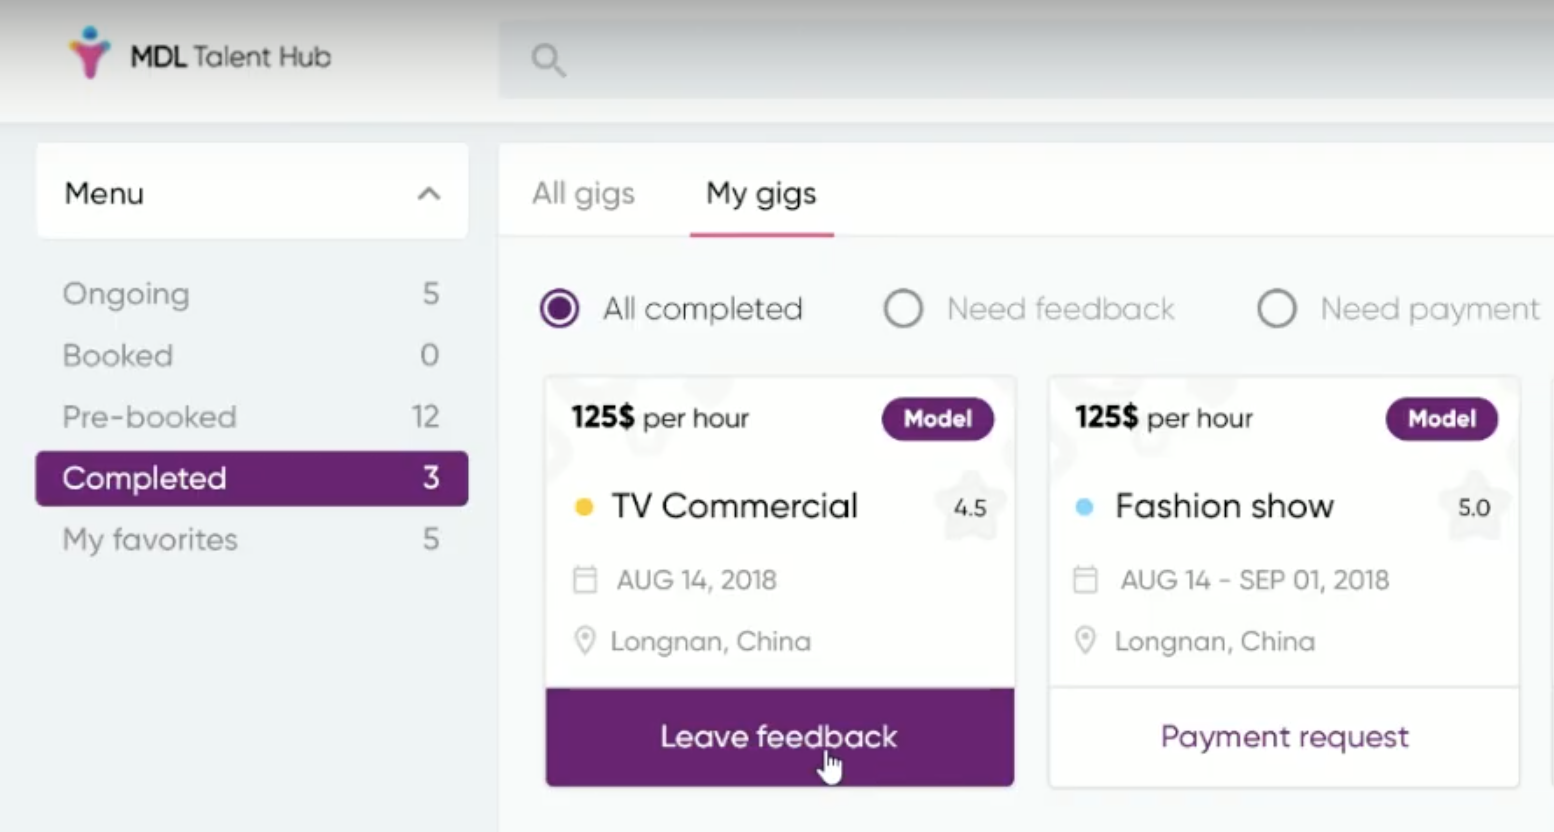 MDL Talent Hub
Menu
All gigs My gigs
Ongoing 5
Booked 0
Pre-booked 12
Completed 3
My favorites 5
All completed Need feedback Need payment
125$ per hour Model
TV Commercial 4.5
AUG 14, 2018
Longnan, China
Leave feedback
125$ per hour Model
Fashion show 5.0
AUG 14 - SEP 01, 2018
Longnan, China
Payment request